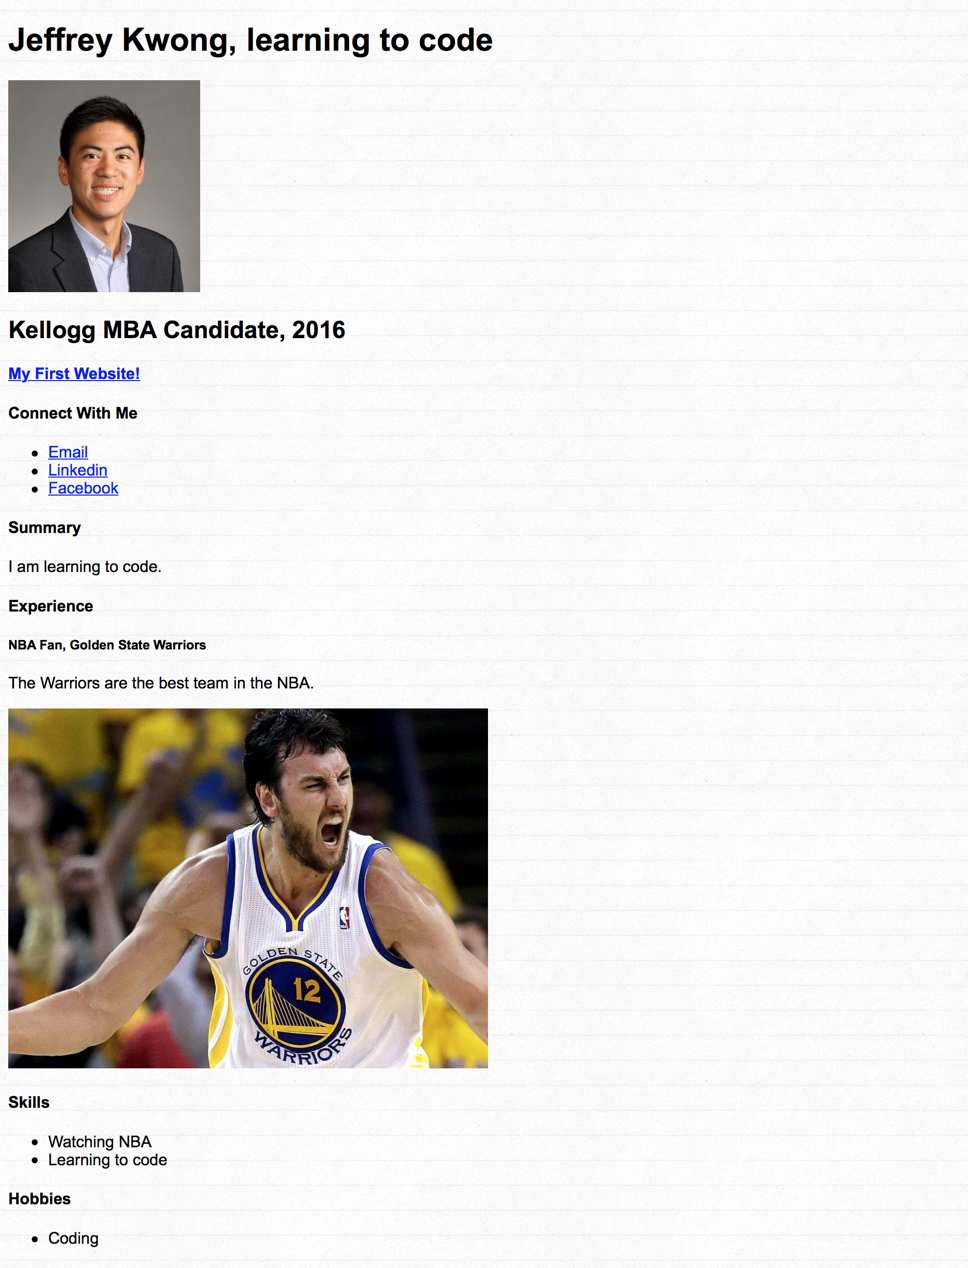 Jeffrey Kwong, learning to code
Kellogg MBA Candidate, 2016
My First Website!
Connect With Me
Email
Linkedin
Facebook
Summary
I am learning to code.
Experience
NBA Fan, Golden State Warriors
The Warriors are the best team in the NBA.
GOLDEN STATE
12
WARRIORS
Skills
Watching NBA
Learning to code
Hobbies
Coding